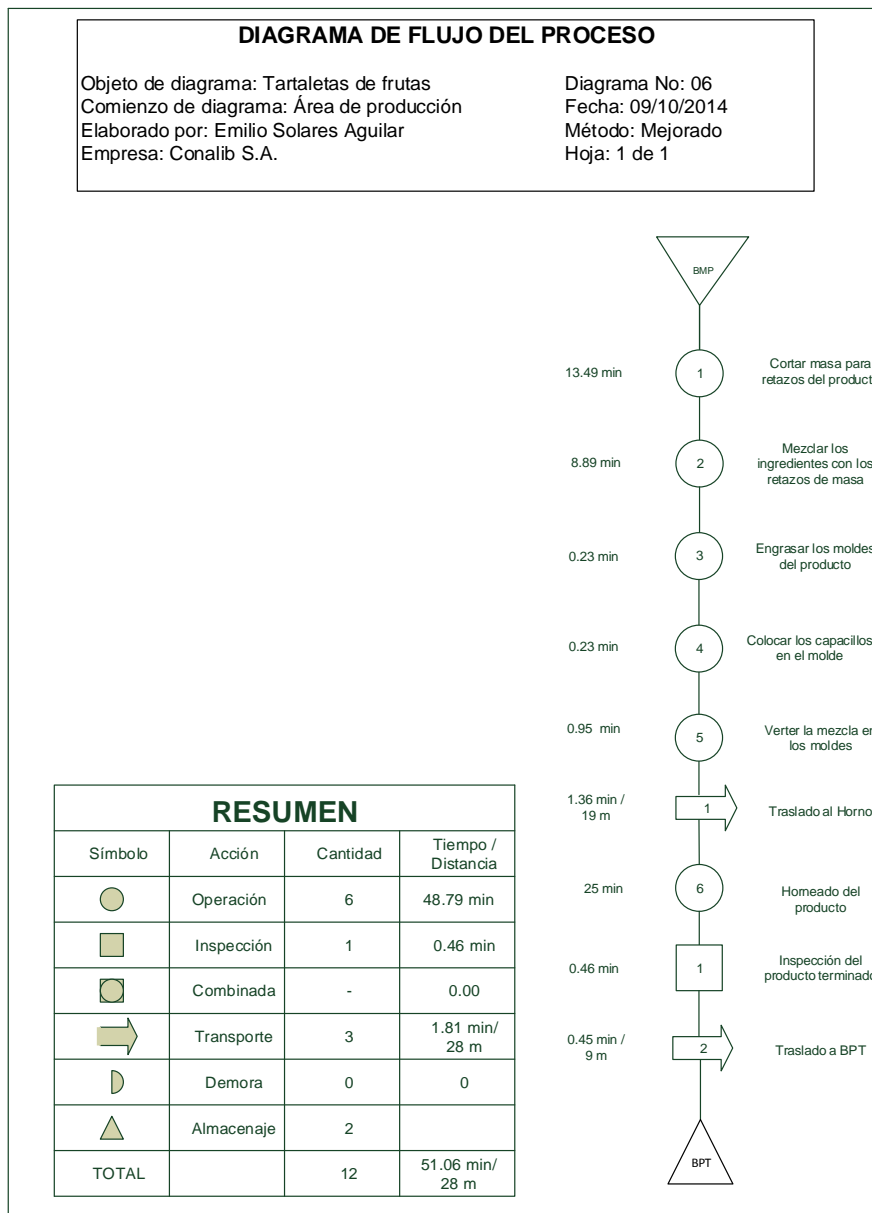 DIAGRAMA DE FLUJO DEL PROCESO
Objeto de diagrama: Tartaletas de frutas
Diagrama No: 06
Comienzo de diagrama: Área de producción
Fecha: 09/10/2014
Elaborado por: Emilio Solares Aguilar
Método: Mejorado
Empresa: Conalib S.A.
Hoja: 1 de 1
BMP
13.49 min
1
Cortar masa para
retazos del product
8.89 min
2
Mezclar los
ingredientes con los
retazos de masa
0.23 min
3
Engrasar los moldes
del producto
0.23 min
4
Colocar los capacillos
en el molde
0.95 min
5
Verter la mezcla en
los moldes
1.36 min /
19 m
1
Traslado al Horno
25 min
6
Horneado del
producto
0.46 min
1
Inspección del
producto terminado
0.45 min /
9 m
2
Traslado a BPT
BPT
RESUMEN
Símbolo Acción Cantidad Tiempo /
Distancia
Operación 6 48.79 min
Inspección 1 0.46 min
Combinada - 0.00
Transporte 3 1.81 min/
28 m
Demora 0 0
Almacenaje 2
TOTAL 12 51.06 min/
28 m